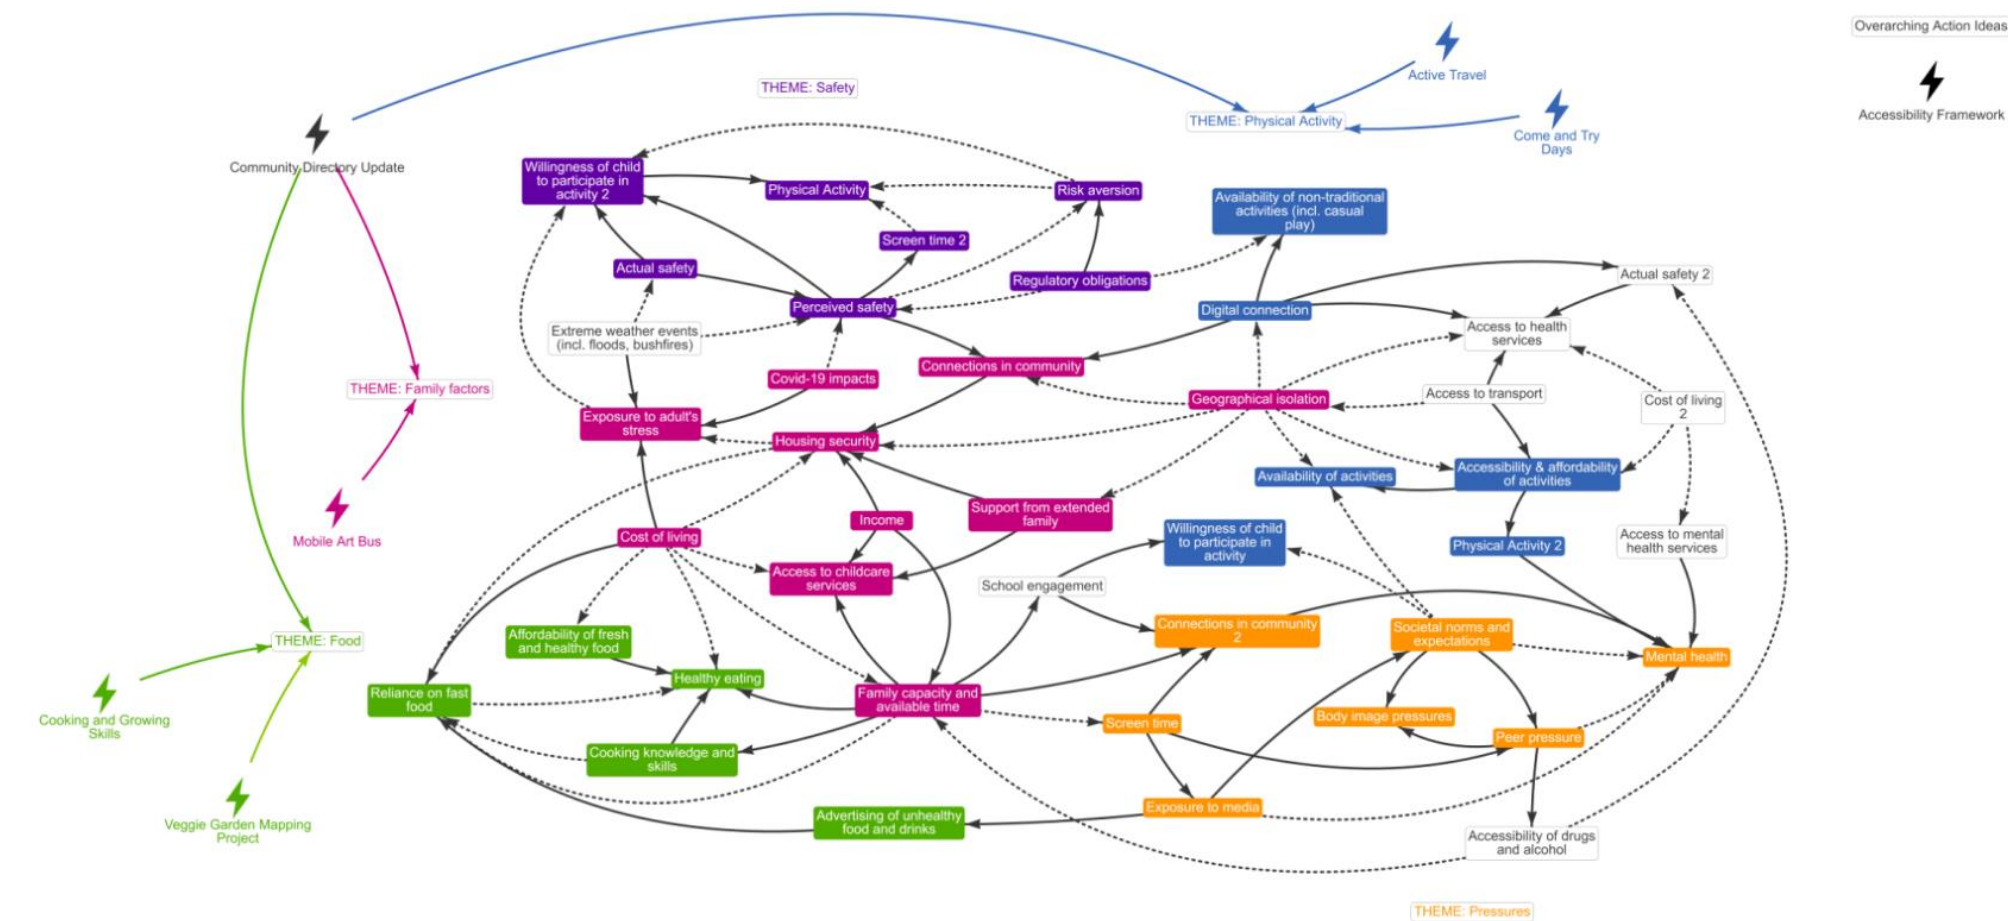 Overarching Action Ideas
Active Travel
THEME: Safety
Accessibility Framework
THEME: Physical Activity
Come and Try
Days
Community Directory Update
Willingness of child
to participate in
activity 2
Physical Activity
Risk aversion
Availability of non-traditional
activities (incl. casual
play)
Screen time 2
Actual safety
Regulatory obligations
Actual safety 2
Perceived safety
Digital connection
Extreme weather events
(incl. floods, bushfires)
Access to health
services
Connections in community
Covid-19 impacts
THEME: Family factors
Geographical isolation
Access to transport
Cost of living
2
Exposure to adult's
stress
Housing security
Availability of activities
Accessibility & affordability
of activities
Mobile Art Bus
Income
Support from extended
family
Cost of living
Willingness of child
to participate in
activity
Physical Activity 2
Access to mental
health services
Access to childcare
services
School engagement
THEME: Food
Affordability of fresh
and healthy food
Connections in community
2
Societal norms and
expectations
Mental health
Healthy eating
Reliance on fast
food
Family capacity and
available time
Cooking and Growing
Skills
Screen time
Body image pressures
Peer pressure
Cooking knowledge and
skills
Veggie Garden Mapping
Project
Advertising of unhealthy
food and drinks
Exposure to media
Accessibility of drugs
and alcohol
THEME: Pressures